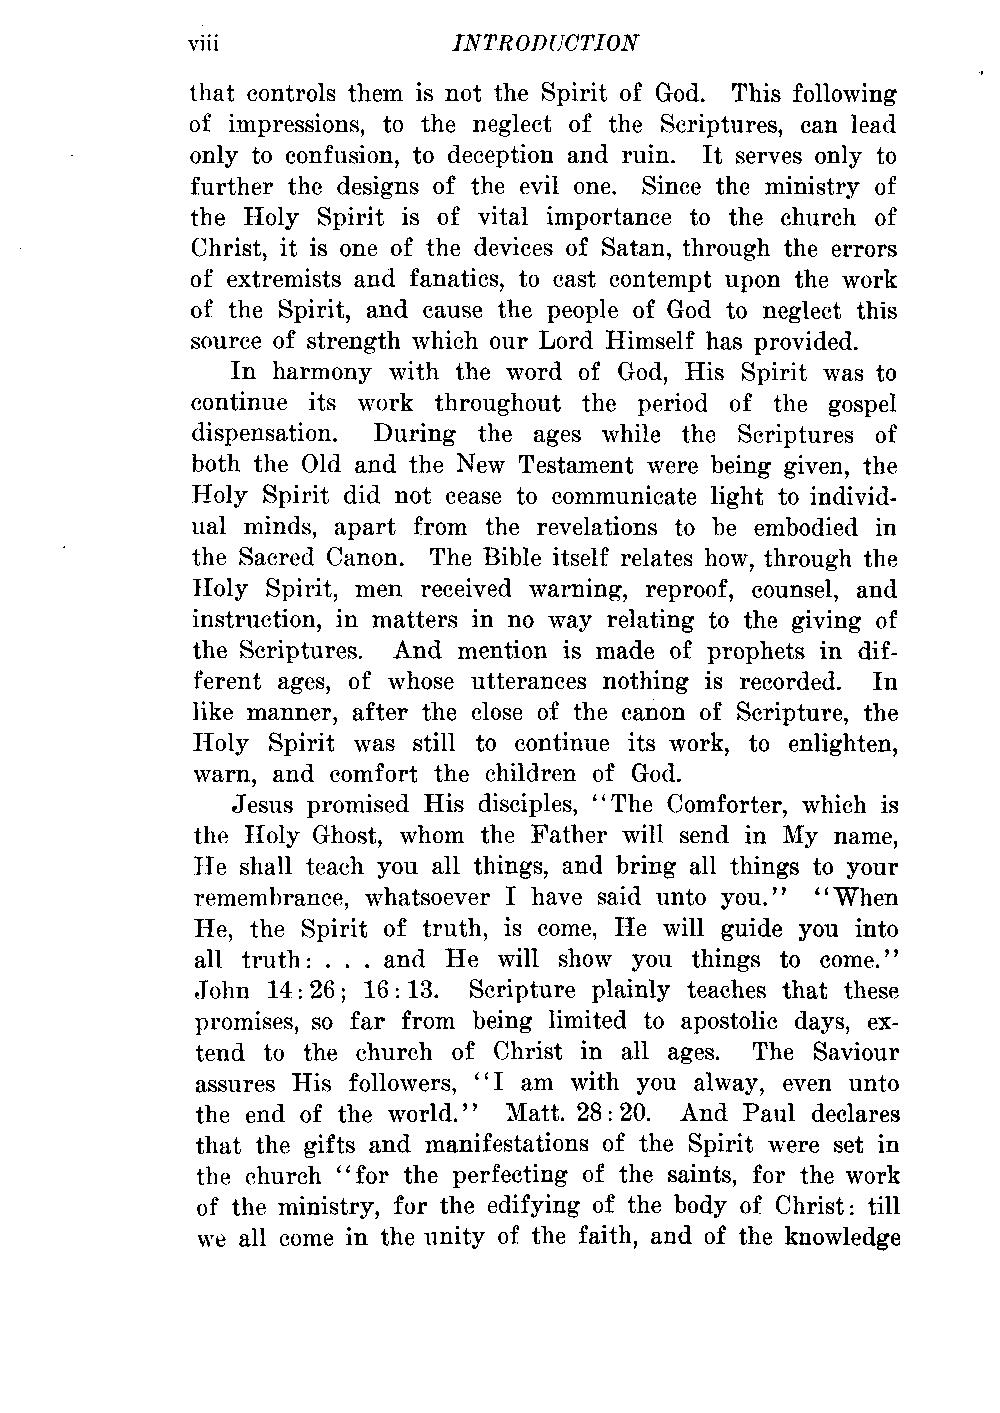 viii INTRODUCTION
that controls them is not the Spirit of God. This following
of impressions, to the neglect of the Scriptures, can lead
only to confusion, to deception and ruin. It serves only to
further the designs of the evil one. Since the ministry of
the Holy Spirit is of vital importance to the church of
Christ, it is one of the devices of Satan, through the errors
of extremists and fanatics, to cast contempt upon the work
of the Spirit, and cause the people of God to neglect this
source of strength which our Lord Himself has provided.
In harmony with the word of God, His Spirit was to
continue its work throughout the period of the gospel
dispensation. During the ages while the Scriptures of
both the Old and the New Testament were being given, the
Holy Spirit did not cease to communicate light to individ-
ual minds, apart from the revelations to be embodied in
the Sacred Canon. The Bible itself relates how, through the
Holy Spirit, men received warning, reproof, counsel, and
instruction, in matters in no way relating to the giving of
the Scriptures. And mention is made of prophets in dif-
ferent ages, of whose utterances nothing is recorded. In
like manner, after the close of the canon of Scripture, the
Holy Spirit was still to continue its work, to enlighten,
warn, and comfort the children of God.
Jesus promised His disciples, "The Comforter, which is
the Holy Ghost, whom the Father will send in My name,
He shall teach you all things, and bring all things to your
remembrance, whatsoever I have said unto you." "When
He, the Spirit of truth, is come, He will guide you into
all truth: . . . and He will show you things to come."
John 14:26; 16:13. Scripture plainly teaches that these
promises, so far from being limited to apostolic days, ex-
tend to the church of Christ in all ages. The Saviour
assures His followers, "I am with you alway, even unto
the end of the world." Matt. 28:20. And Paul declares
that the gifts and manifestations of the Spirit were set in
the church "for the perfecting of the saints, for the work
of the ministry, for the edifying of the body of Christ: till
we all come in the unity of the faith, and of the knowledge